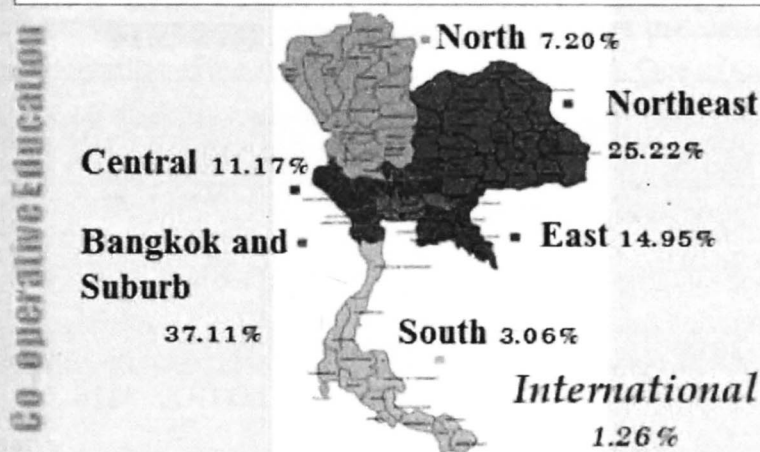 Co operative Education
North 7.20%
Northeast
25.22%
Central 11.17%
Bangkok and
Suburb
37.11%
East 14.95%
South 3.06%
International
1.26%